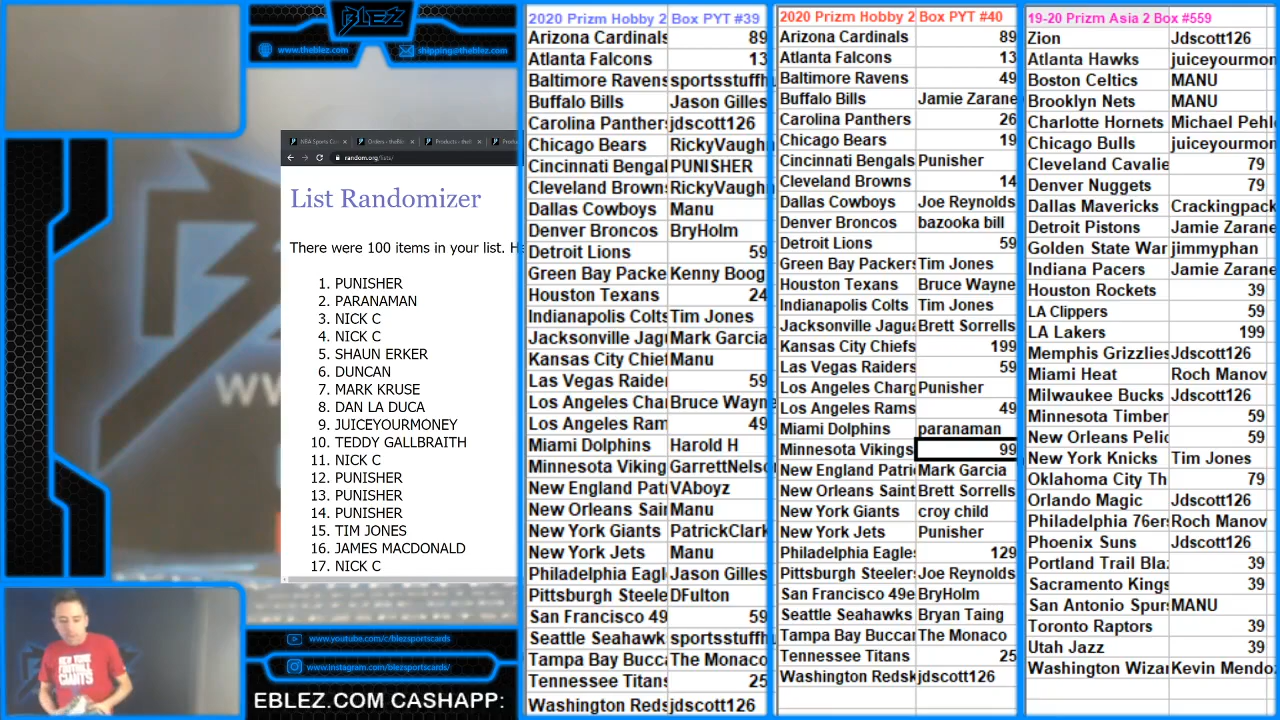 BLEZ
www.theblez.com
shipping@theblez.com
random.org/lists/
List Randomizer
There were 100 items in your list.
1. PUNISHER
2. PARANAMAN
3. NICK C
4. NICK C
5. SHAUN ERKER
6. DUNCAN
7. MARK KRUSE
8. DAN LA DUCA
9. JUICEYOURMONEY
10. TEDDY GALLBRAITH
11. NICK C
12. PUNISHER
13. PUNISHER
14. PUNISHER
15. TIM JONES
16. JAMES MACDONALD
17. NICK C
NEW YORK
FOOTBALL
GIANTS
www.youtube.com/c/blezsportscards
www.instagram.com/blezsportscards/
EBLEZ.COM CASHAPP:
2020 Prizm Hobby 2 Box PYT #39
Arizona Cardinals 89
Atlanta Falcons 13
Baltimore Ravens sportsstuffh
Buffalo Bills Jason Gilles
Carolina Panthers jdscott126
Chicago Bears RickyVaughn
Cincinnati Bengal PUNISHER
Cleveland Browns RickyVaughn
Dallas Cowboys Manu
Denver Broncos BryHolm
Detroit Lions 59
Green Bay Packe Kenny Boog
Houston Texans 24
Indianapolis Colts Tim Jones
Jacksonville Jagu Mark Garcia
Kansas City Chief Manu
Las Vegas Raider 59
Los Angeles Cha Bruce Wayne
Los Angeles Ram 49
Miami Dolphins Harold H
Minnesota Viking GarrettNelso
New England Pat VAboyz
New Orleans Sai Manu
New York Giants PatrickClark
New York Jets Manu
Philadelphia Eagl Jason Gilles
Pittsburgh Steele DFulton
San Francisco 49 59
Seattle Seahawk sportsstuffh
Tampa Bay Bucc The Monaco
Tennessee Titans 25
Washington Reds jdscott126
2020 Prizm Hobby 2 Box PYT #40
Arizona Cardinals 89
Atlanta Falcons 13
Baltimore Ravens 49
Buffalo Bills Jamie Zarane
Carolina Panthers 26
Chicago Bears 19
Cincinnati Bengals Punisher
Cleveland Browns 14
Dallas Cowboys Joe Reynolds
Denver Broncos bazooka bill
Detroit Lions 59
Green Bay Packers Tim Jones
Houston Texans Bruce Wayne
Indianapolis Colts Tim Jones
Jacksonville Jagua Brett Sorrells
Kansas City Chiefs 199
Las Vegas Raiders 59
Los Angeles Charg Punisher
Los Angeles Rams 49
Miami Dolphins paranaman
Minnesota Vikings 99
New England Patri Mark Garcia
New Orleans Saint Brett Sorrells
New York Giants croy child
New York Jets Punisher
Philadelphia Eagles 129
Pittsburgh Steelers Joe Reynolds
San Francisco 49e BryHolm
Seattle Seahawks Bryan Taing
Tampa Bay Buccan The Monaco
Tennessee Titans 25
Washington Redsk jdscott126
19-20 Prizm Asia 2 Box #559
Zion Jdscott126
Atlanta Hawks juiceyourmon
Boston Celtics MANU
Brooklyn Nets MANU
Charlotte Hornets Michael Pehl
Chicago Bulls juiceyourmon
Cleveland Cavalie 79
Denver Nuggets 79
Dallas Mavericks Crackingpack
Detroit Pistons Jamie Zarane
Golden State War jimmyphan
Indiana Pacers Jamie Zarane
Houston Rockets 39
LA Clippers 59
LA Lakers 199
Memphis Grizzlies Jdscott126
Miami Heat Roch Manov
Milwaukee Bucks Jdscott126
Minnesota Timber 59
New Orleans Pelic 59
New York Knicks Tim Jones
Oklahoma City Th 79
Orlando Magic Jdscott126
Philadelphia 76ers Roch Manov
Phoenix Suns Jdscott126
Portland Trail Blaz 39
Sacramento Kings 39
San Antonio Spurs MANU
Toronto Raptors 39
Utah Jazz 39
Washington Wizar Kevin Mendo